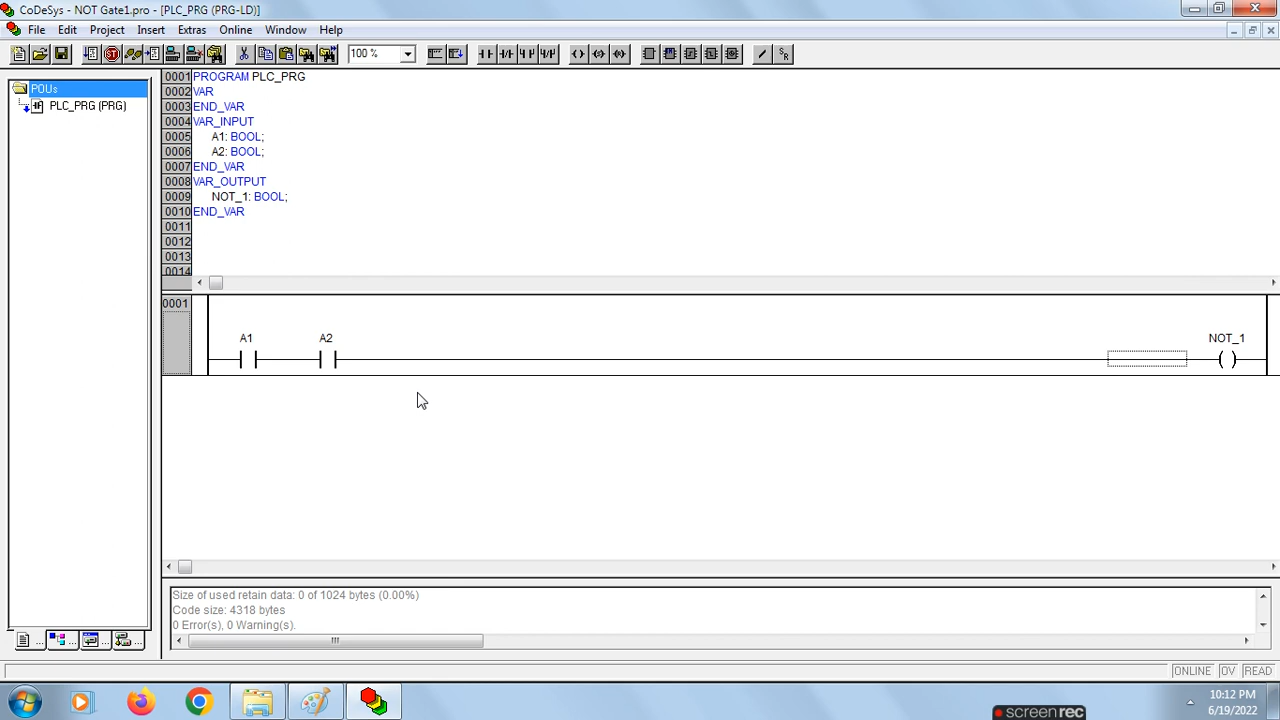 CoDeSys - NOT Gate1.pro - [PLC_PRG (PRG-LD)]
File Edit Project Insert Extras Online Window Help
100 %
POUs
PLC_PRG (PRG)
0001 PROGRAM PLC_PRG
0002 VAR
0003 END_VAR
0004 VAR_INPUT
0005 A1: BOOL;
0006 A2: BOOL;
0007 END_VAR
0008 VAR_OUTPUT
0009 NOT_1: BOOL;
0010 END_VAR
0011
0012
0013
0014
0001
A1 A2 NOT_1
Size of used retain data: 0 of 1024 bytes (0.00%)
Code size: 4318 bytes
0 Error(s), 0 Warning(s).
ONLINE OV READ
10:12 PM
6/19/2022
screenrec